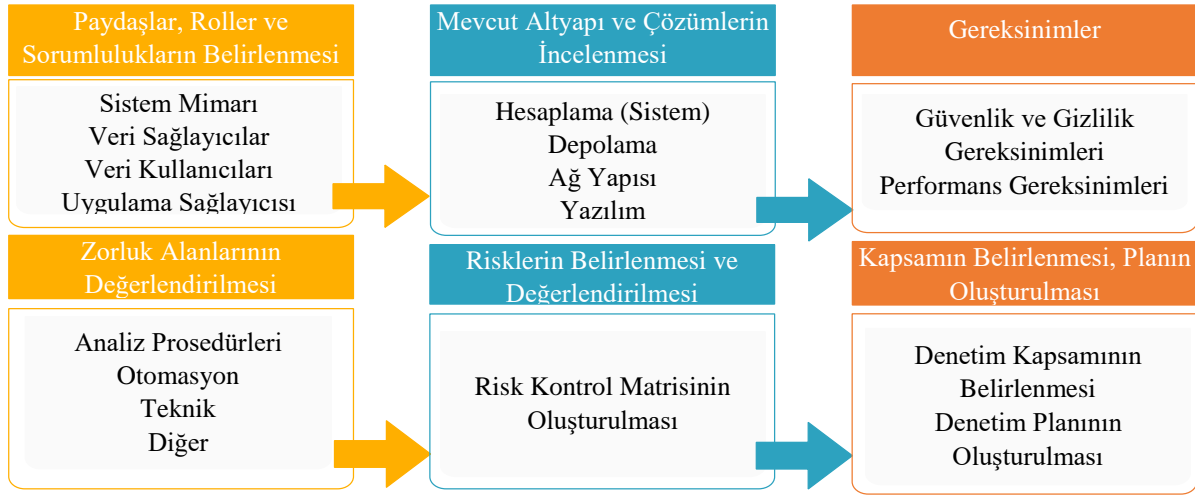 Paydaşlar, Roller ve
Sorumlulukların Belirlenmesi
Sistem Mimarı
Veri Sağlayıcılar
Veri Kullanıcıları
Uygulama Sağlayıcısı
Mevcut Altyapı ve Çözümlerin
İncelenmesi
Hesaplama (Sistem)
Depolama
Ağ Yapısı
Yazılım
Gereksinimler
Güvenlik ve Gizlilik
Gereksinimleri
Performans Gereksinimleri
Zorluk Alanlarının
Değerlendirilmesi
Analiz Prosedürleri
Otomasyon
Teknik
Diğer
Risklerin Belirlenmesi ve
Değerlendirilmesi
Risk Kontrol Matrisinin
Oluşturulması
Kapsamın Belirlenmesi, Planın
Oluşturulması
Denetim Kapsamının
Belirlenmesi
Denetim Planının
Oluşturulması